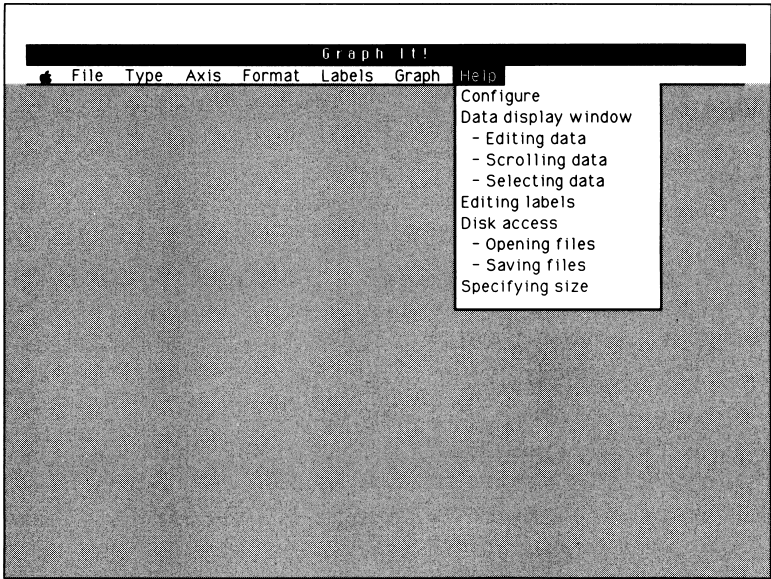 Graph It!
File Type Axis Format Labels Graph Help
Configure
Data display window
- Editing data
- Scrolling data
- Selecting data
Editing labels
Disk access
- Opening files
- Saving files
Specifying size